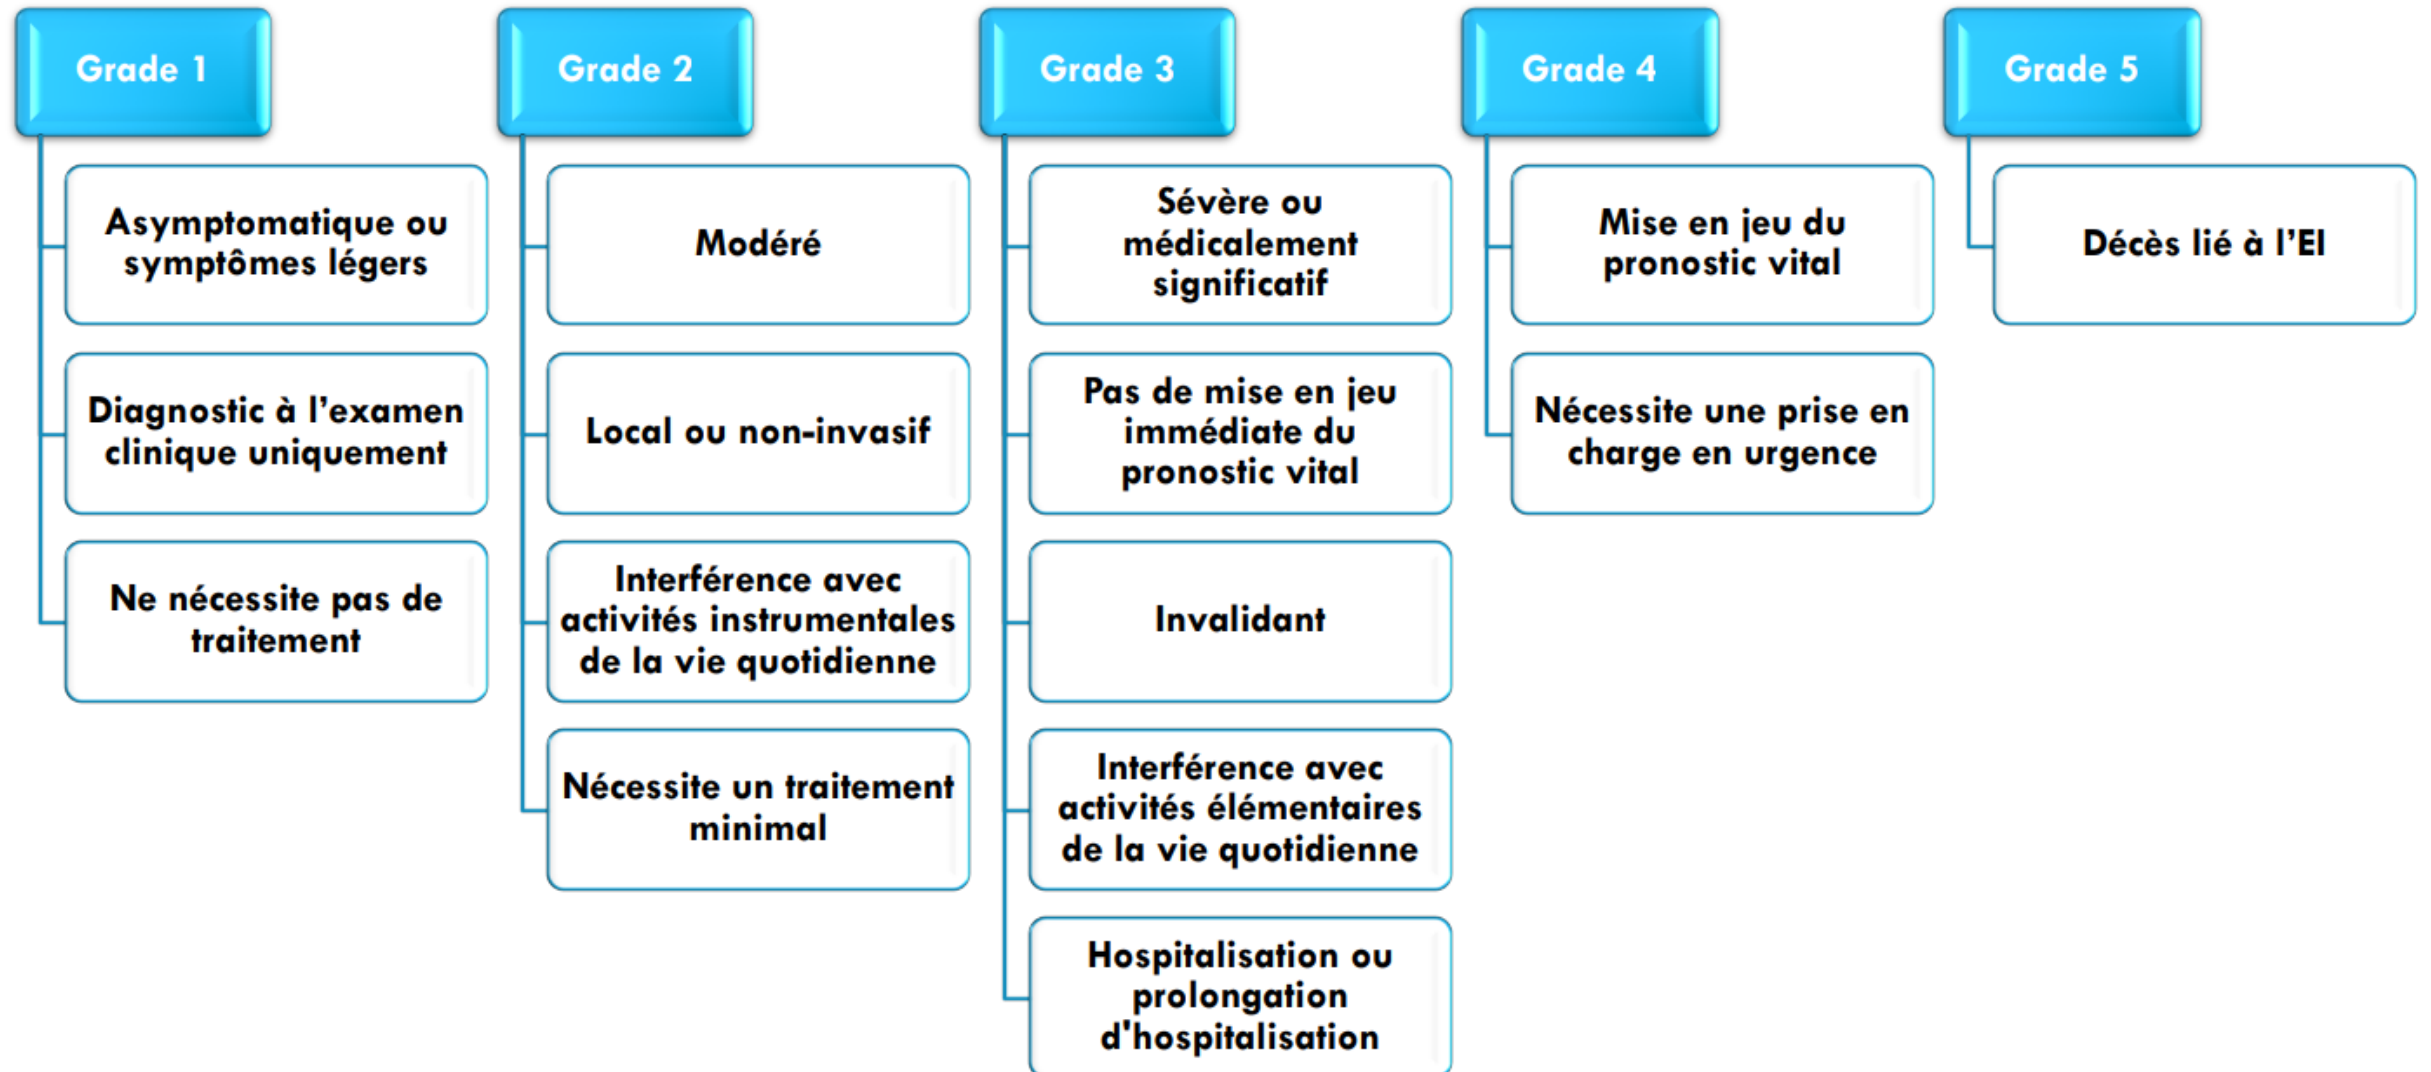 Grade 1
Asymptomatique ou
symptômes légers
Diagnostic à l’examen
clinique uniquement
Ne nécessite pas de
traitement
Grade 2
Modéré
Local ou non-invasif
Interférence avec
activités instrumentales
de la vie quotidienne
Nécessite un traitement
minimal
Grade 3
Sévère ou
médicalement
significatif
Pas de mise en jeu
immédiate du
pronostic vital
Invalidant
Interférence avec
activités élémentaires
de la vie quotidienne
Hospitalisation ou
prolongation
d'hospitalisation
Grade 4
Mise en jeu du
pronostic vital
Nécessite une prise en
charge en urgence
Grade 5
Décès lié à l’EI